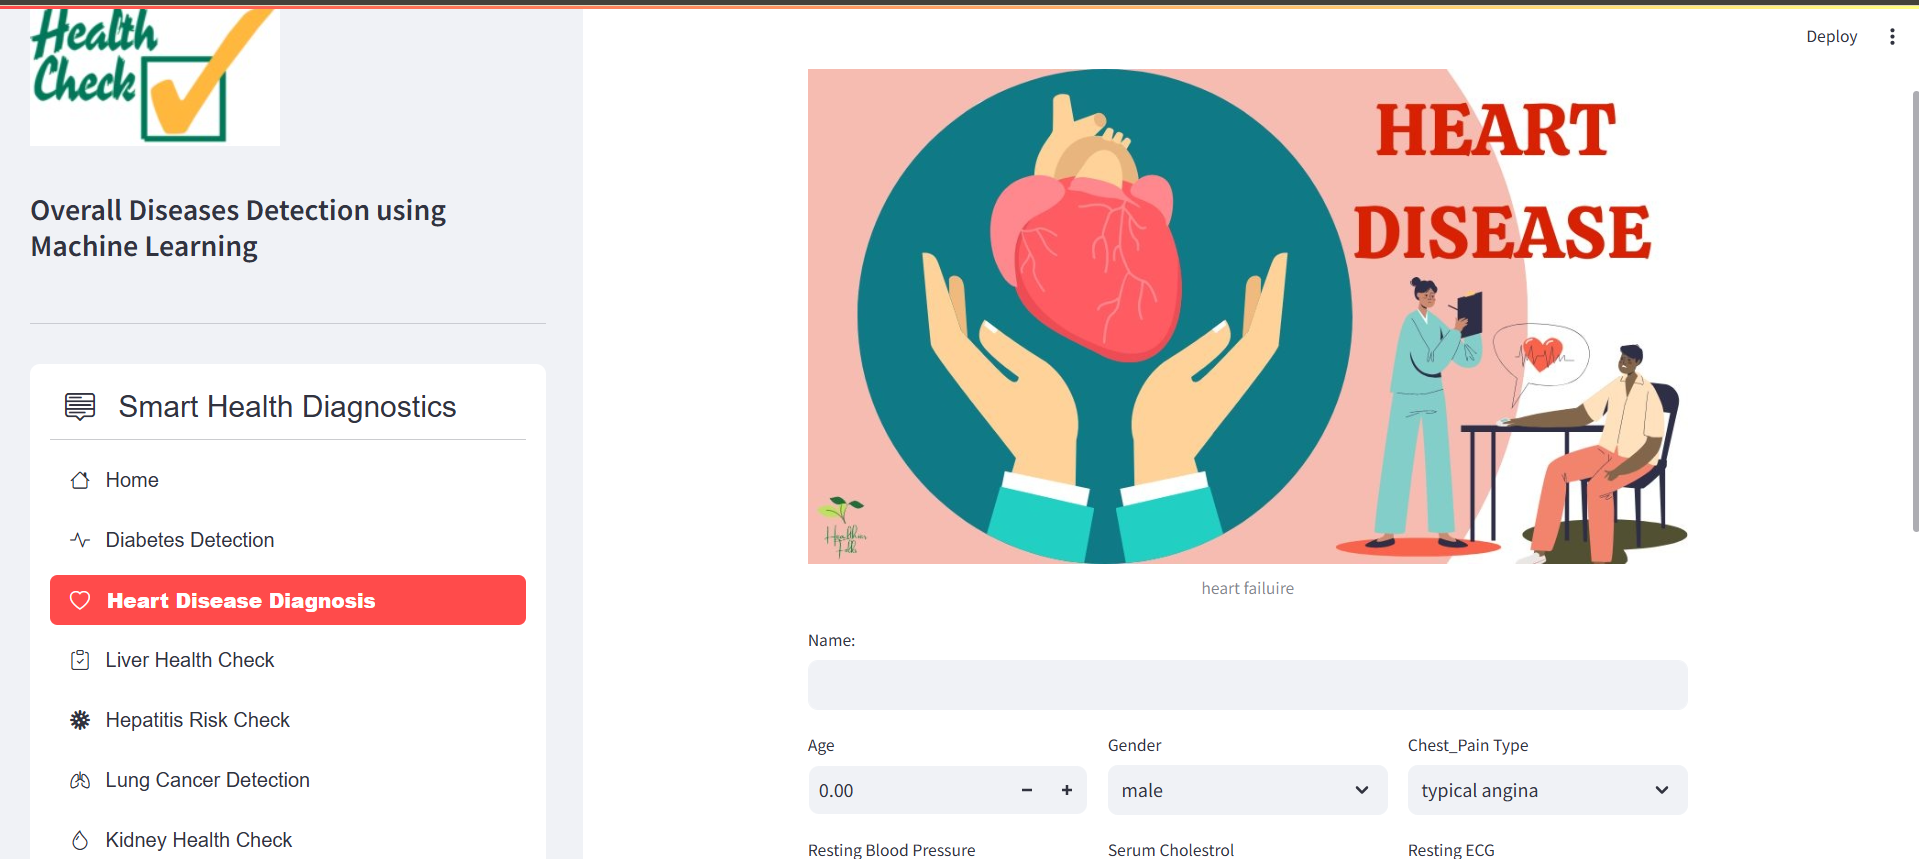 Health
Check
Overall Diseases Detection using
Machine Learning
Smart Health Diagnostics
Home
Diabetes Detection
Heart Disease Diagnosis
Liver Health Check
Hepatitis Risk Check
Lung Cancer Detection
Kidney Health Check
Deploy
HEART
DISEASE
heart failuire
Name:
Age
Gender
Chest_Pain Type
0.00
male
typical angina
Resting Blood Pressure
Serum Cholestrol
Resting ECG